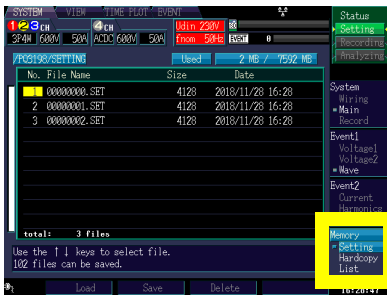 SYSTEM VIEW TIME PLOT EVENT
123CH 4CH Udin 230V
3P4W 600V 50A ACDC 600V 50A fnom 50Hz EVENT 0
Status
Setting
Recording
Analyzing
/PQ3198/SETTING Used 2 MB / 7592 MB
No. File Name Size Date
1 00000000.SET 4128 2018/11/28 16:28
2 00000001.SET 4128 2018/11/28 16:28
3 00000002.SET 4128 2018/11/28 16:28
total: 3 files
Use the ↑↓ keys to select file.
102 files can be saved.
Load Save Delete
System
Wiring
Main
Record
Event1
Voltage1
Voltage2
Wave
Event2
Current
Harmonics
Memory
Setting
Hardcopy
List
16:28:47